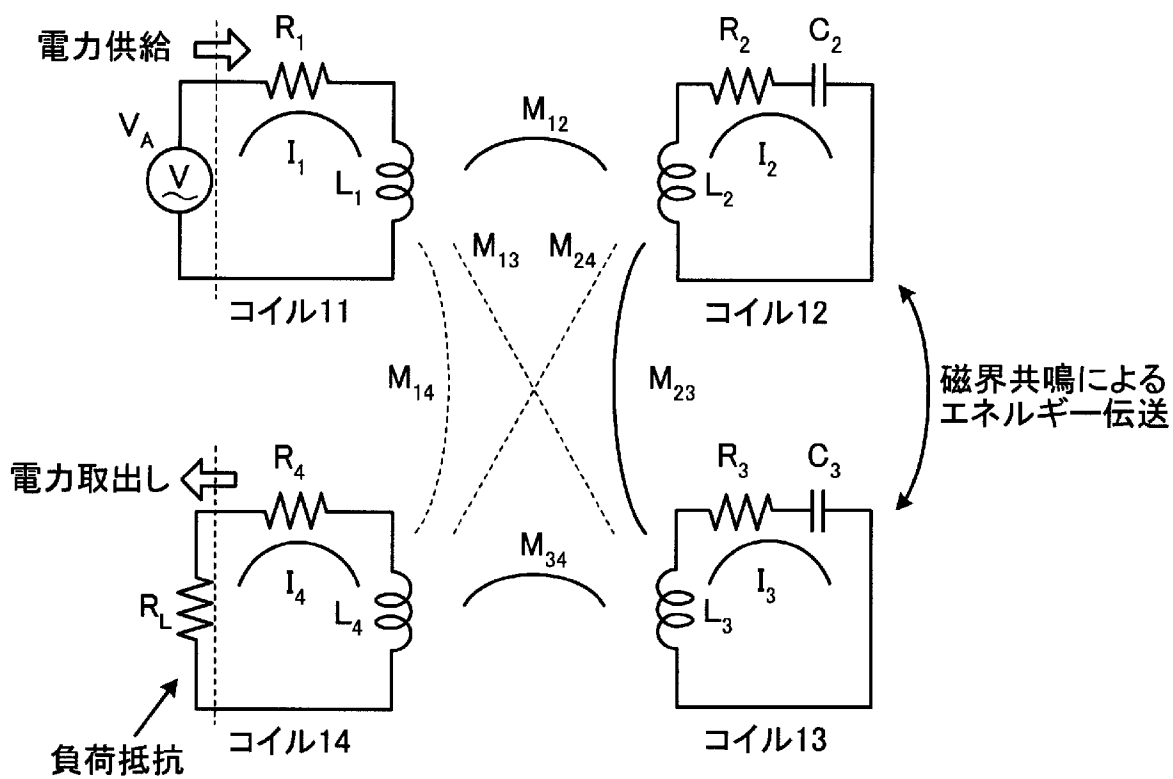 電力供給
R1
VA
V
I1
L1
コイル11
M12
R2
C2
I2
L2
コイル12
M13
M24
M14
M23
磁界共鳴による
エネルギー伝送
電力取出し
R4
RL
I4
L4
コイル14
負荷抵抗
M34
R3
C3
I3
L3
コイル13